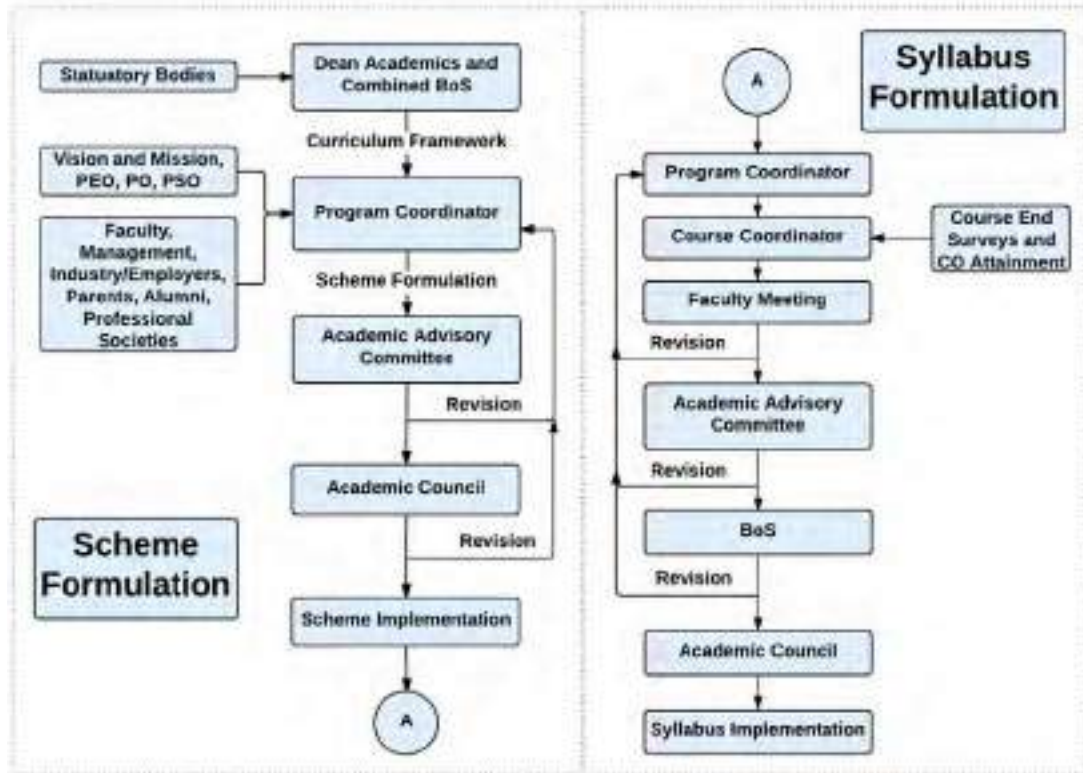 Statuatory Bodies
Dean Academics and
Combined BoS
Curriculum Framework
Vision and Mission,
PEO, PO, PSO
Program Coordinator
Faculty,
Management,
Industry/Employers,
Parents, Alumni,
Professional
Societies
Scheme Formulation
Academic Advisory
Committee
Revision
Academic Council
Revision
Scheme
Formulation
Scheme Implementation
A
A
Syllabus
Formulation
Program Coordinator
Course Coordinator
Course End
Surveys and
CO Attainment
Faculty Meeting
Revision
Academic Advisory
Committee
Revision
BoS
Revision
Academic Council
Syllabus Implementation